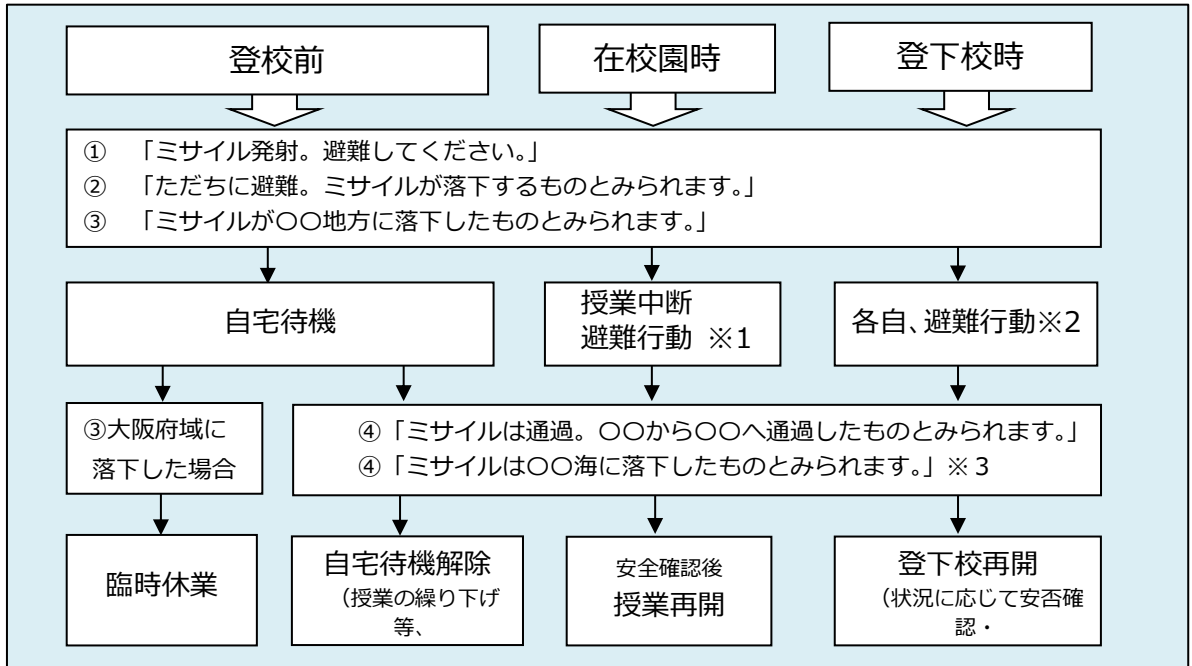 登校前
在校園時
登下校時
① 「ミサイル発射。避難してください。」
② 「ただちに避難。ミサイルが落下するものとみられます。」
③ 「ミサイルが〇〇地方に落下したものとみられます。」
自宅待機
授業中断
避難行動 ※1
各自、避難行動※2
③大阪府域に
落下した場合
④「ミサイルは通過。〇〇から〇〇へ通過したものとみられます。」
④「ミサイルは〇〇海に落下したものとみられます。」※３
臨時休業
自宅待機解除
（授業の繰り下げ
等、
安全確認後
授業再開
登下校再開
（状況に応じて安否確
認・